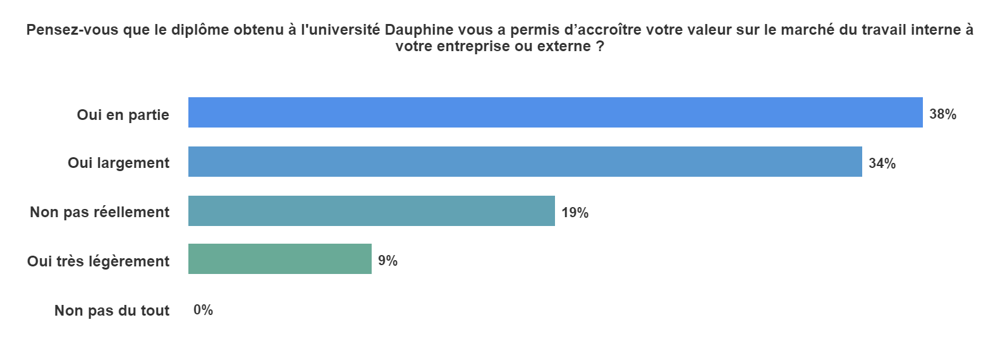 Pensez-vous que le diplôme obtenu à l'université Dauphine vous a permis d’accroître votre valeur sur le marché du travail interne à
votre entreprise ou externe ?
Oui en partie 38%
Oui largement 34%
Non pas réellement 19%
Oui très légèrement 9%
Non pas du tout 0%